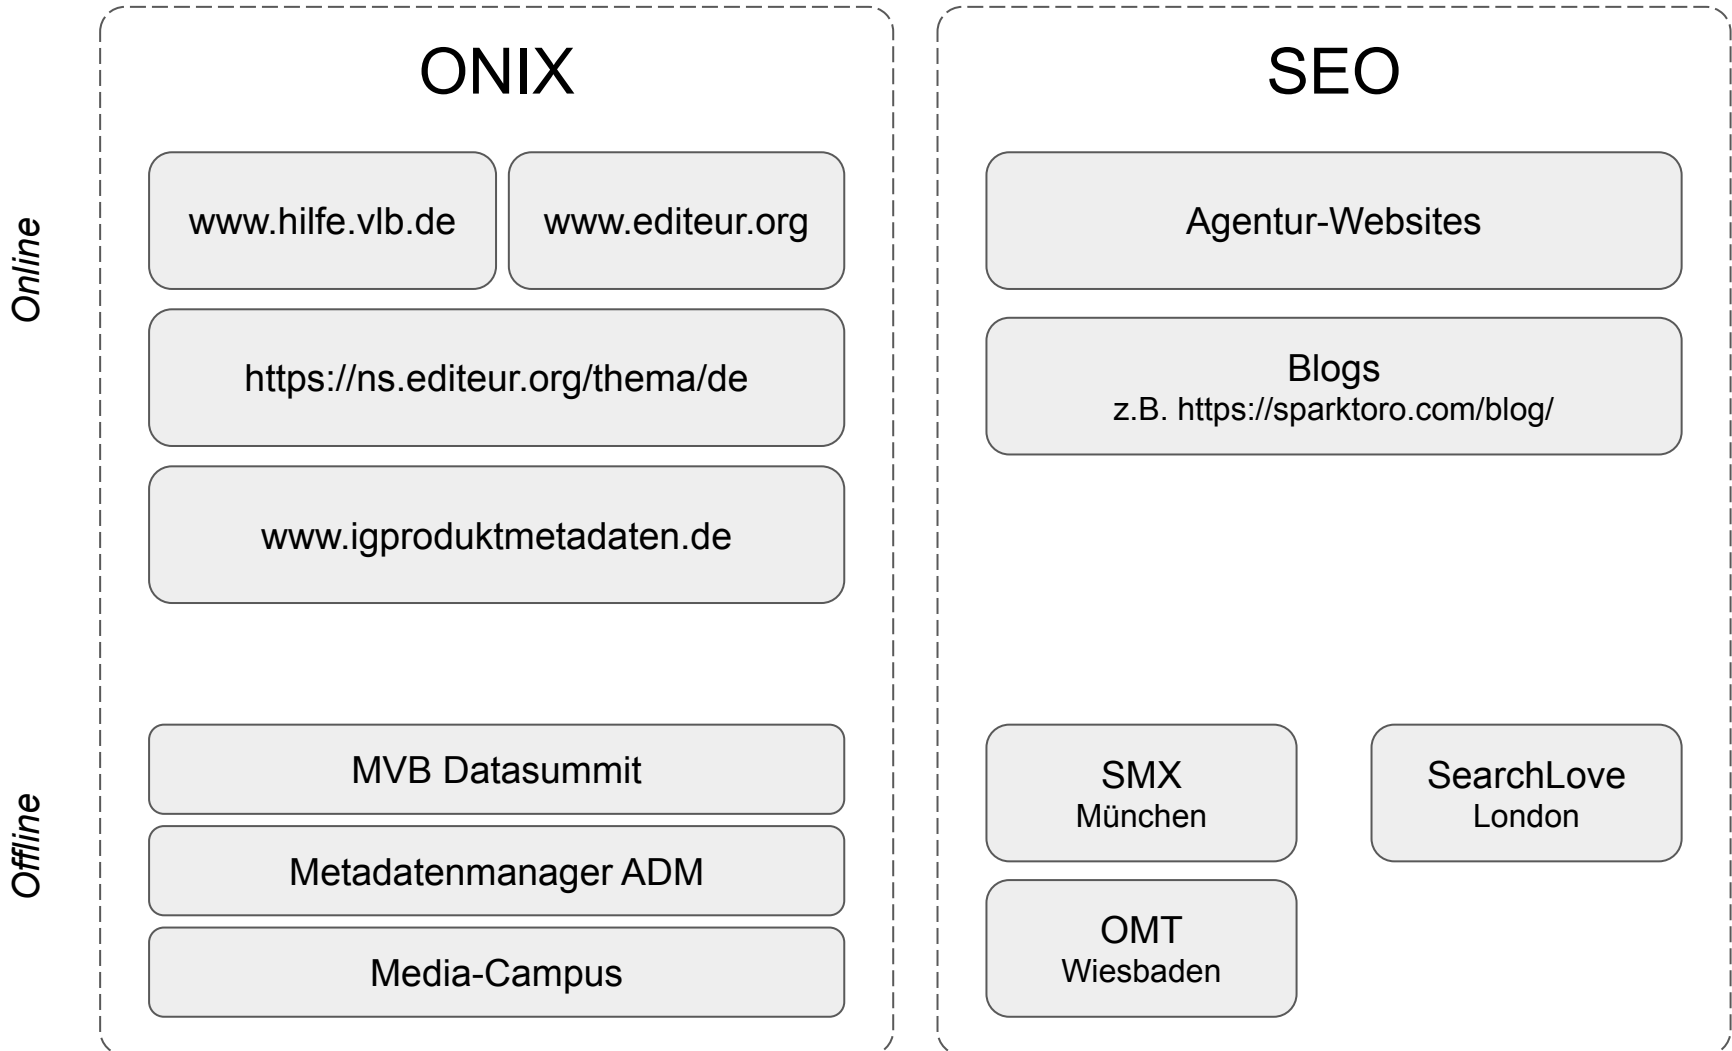 ONIX
SEO
Online
www.hilfe.vlb.de
www.editeur.org
https://ns.editeur.org/thema/de
www.igproduktmetadaten.de
Agentur-Websites
Blogs
z.B. https://sparktoro.com/blog/
Offline
MVB Datasummit
Metadatenmanager ADM
Media-Campus
SMX
München
SearchLove
London
OMT
Wiesbaden